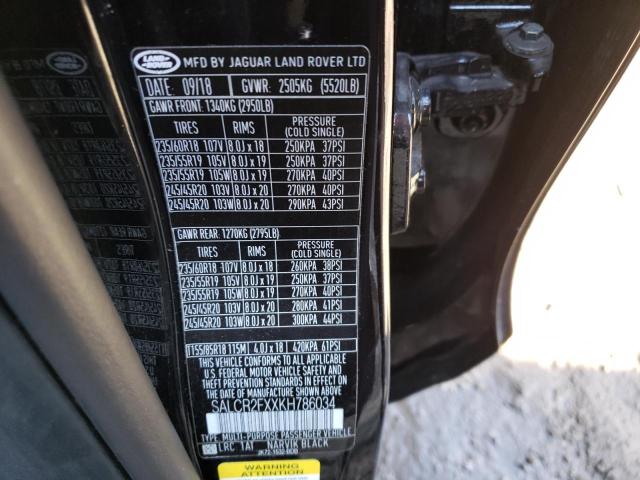 LAND ROVER MFD BY JAGUAR LAND ROVER LTD
DATE: 09/18 GVWR: 2505KG (5520LB)
GAWR FRONT: 1340KG (2950LB)
TIRES RIMS PRESSURE (COLD SINGLE)
235/60R18 107V 8.0J x 18 250KPA 37PSI
235/55R19 105V 8.0J x 19 250KPA 37PSI
235/55R19 105W 8.0J x 19 270KPA 40PSI
245/45R20 103V 8.0J x 20 270KPA 40PSI
245/45R20 103W 8.0J x 20 290KPA 43PSI
GAWR REAR: 1270KG (2795LB)
TIRES RIMS PRESSURE (COLD SINGLE)
235/60R18 107V 8.0J x 18 260KPA 38PSI
235/55R19 105V 8.0J x 19 250KPA 37PSI
235/55R19 105W 8.0J x 19 270KPA 40PSI
245/45R20 103V 8.0J x 20 280KPA 41PSI
245/45R20 103W 8.0J x 20 300KPA 44PSI
T155/85R18 115M 4.0J x 18 420KPA 61PSI
THIS VEHICLE CONFORMS TO ALL APPLICABLE
U.S. FEDERAL MOTOR VEHICLE SAFETY
STANDARDS IN EFFECT ON THE DATE OF
MANUFACTURE SHOWN ABOVE.
SALCR2FXXKH786034
TYPE: MULTI-PURPOSE PASSENGER VEHICLE
LRC 1AF NARVIK BLACK
WARNING